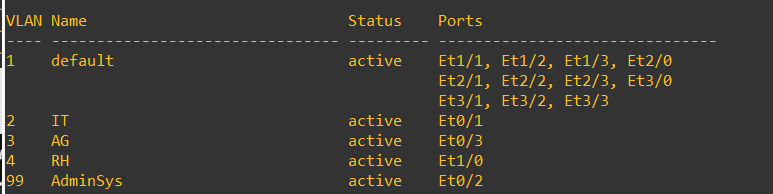 VLAN Name                             Status    Ports
---- -------------------------------- --------- -------------------------------
1    default                          active    Et1/1, Et1/2, Et1/3, Et2/0
                                                Et2/1, Et2/2, Et2/3, Et3/0
                                                Et3/1, Et3/2, Et3/3
2    IT                               active    Et0/1
3    AG                               active    Et0/3
4    RH                               active    Et1/0
99   AdminSys                         active    Et0/2